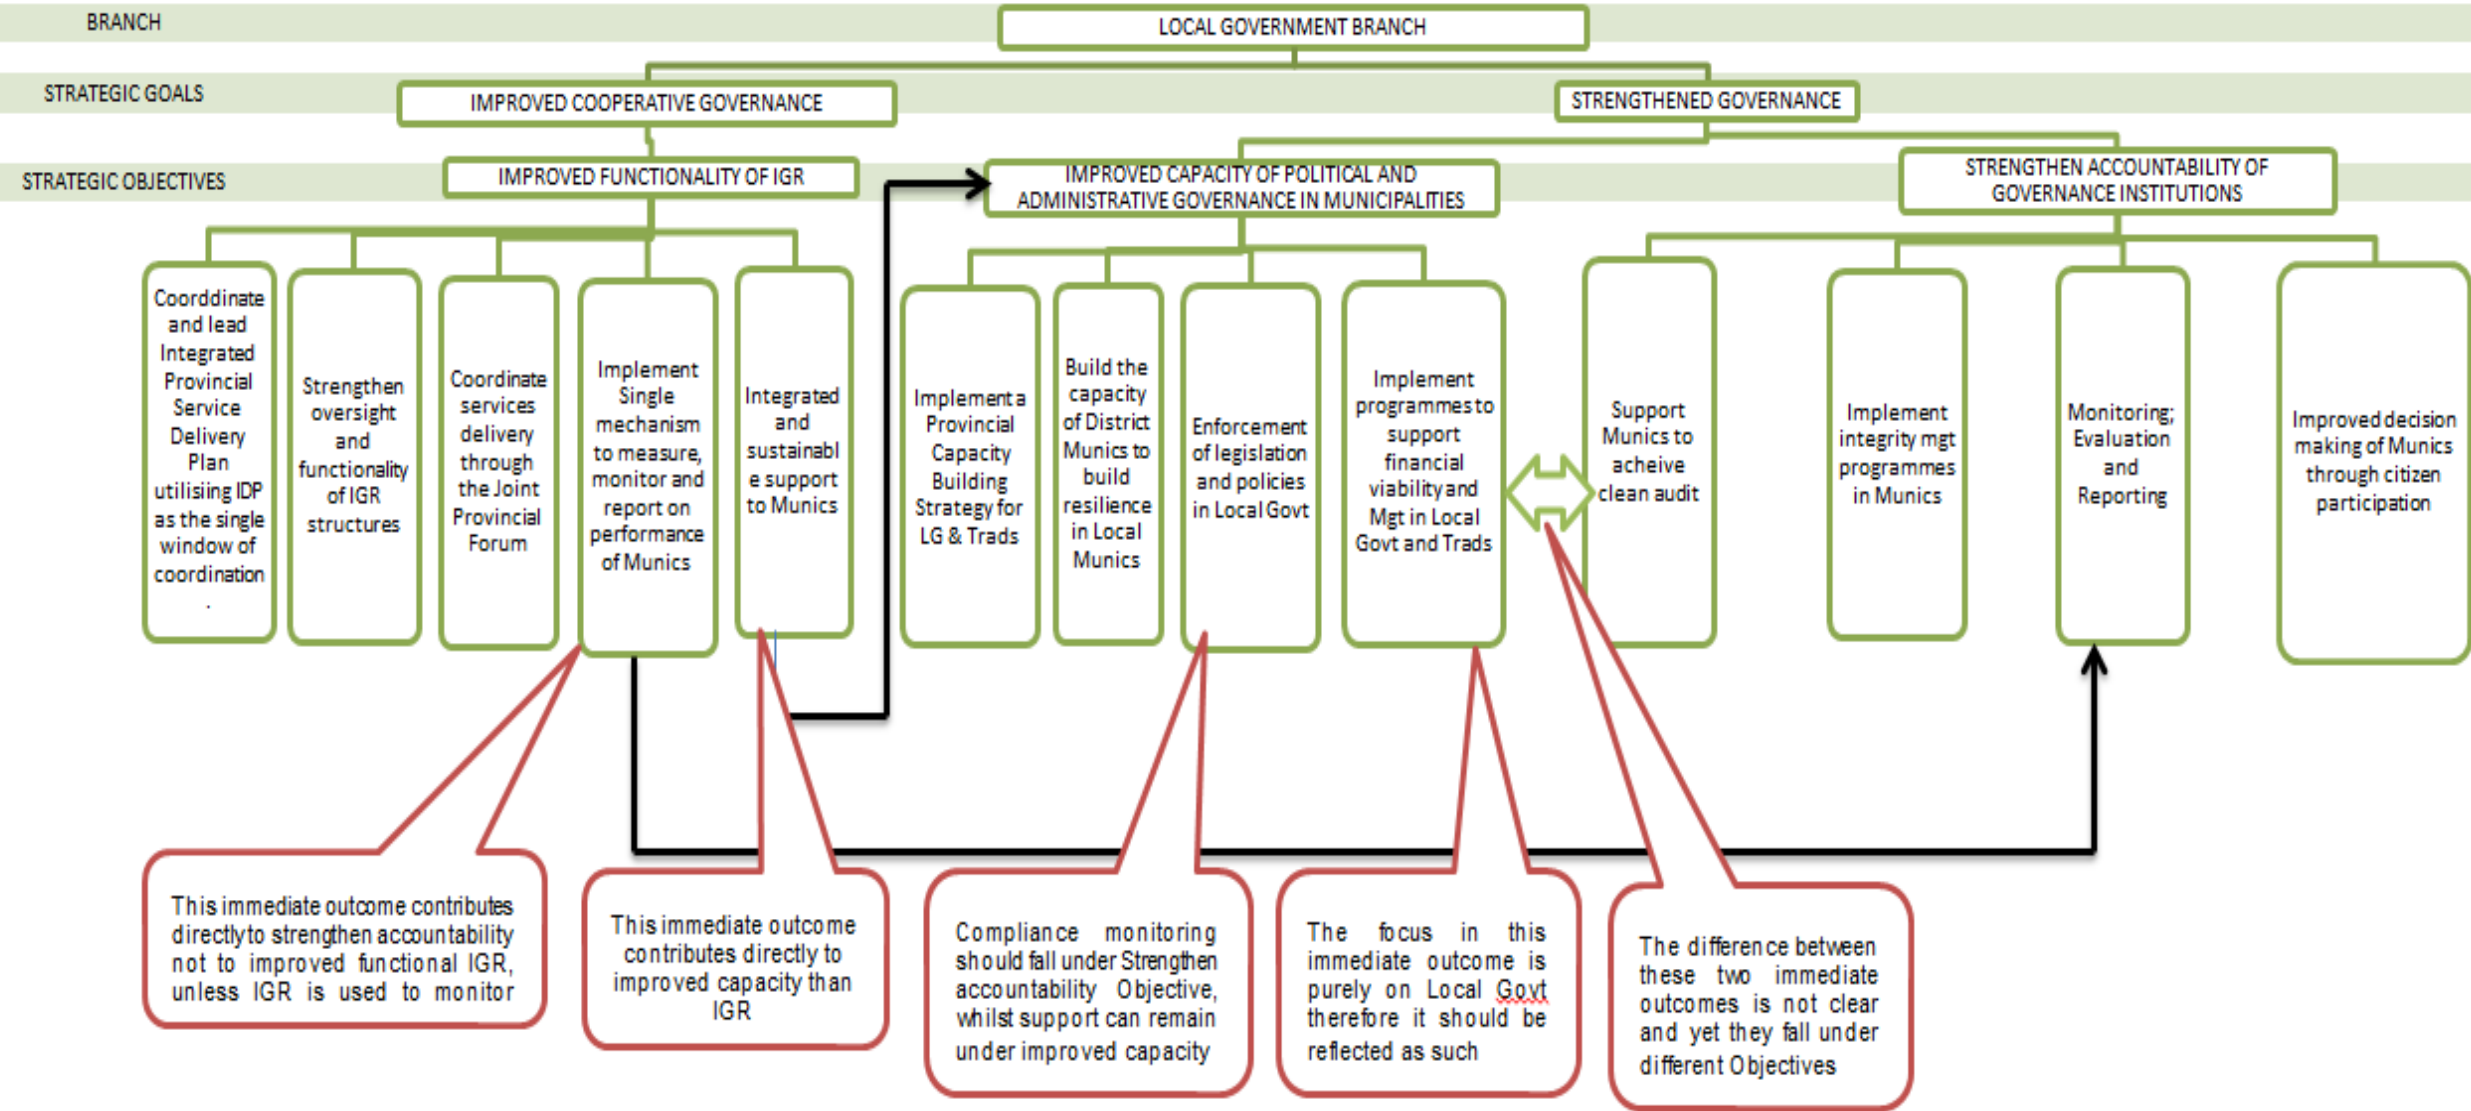 BRANCH
LOCAL GOVERNMENT BRANCH
STRATEGIC GOALS
IMPROVED COOPERATIVE GOVERNANCE
STRENGTHENED GOVERNANCE
STRATEGIC OBJECTIVES
IMPROVED FUNCTIONALITY OF IGR
IMPROVED CAPACITY OF POLITICAL AND
ADMINISTRATIVE GOVERNANCE IN MUNICIPALITIES
STRENGTHEN ACCOUNTABILITY OF
GOVERNANCE INSTITUTIONS
Coorddinate
and lead
Integrated
Provincial
Service
Delivery
Plan
utilisiing IDP
as the single
window of
coordination
.
Strengthen
oversight
and
functionality
of IGR
structures
Coordinate
services
delivery
through
the Joint
Provincial
Forum
Implement
Single
mechanism
to measure,
monitor and
report on
performance
of Munics
Integrated
and
sustainabl
e support
to Munics
Implement a
Provincial
Capacity
Building
Strategy for
LG & Trads
Build the
capacity
of District
Munics to
build
resilience
in Local
Munics
Enforcement
of legislation
and policies
in Local Govt
Implement
programmes to
support
financial
viability and
Mgt in Local
Govt and Trads
Support
Munics to
acheive
clean audit
Implement
integrity mgt
programmes
in Munics
Monitoring;
Evaluation
and
Reporting
Improved decision
making of Munics
through citizen
participation
This immediate outcome contributes
directly to strengthen accountability
not to improved functional IGR,
unless IGR is used to monitor
This immediate outcome
contributes directly to
improved capacity than
IGR
Compliance monitoring
should fall under Strengthen
accountability Objective,
whilst support can remain
under improved capacity
The focus in this
immediate outcome is
purely on Local Govt
therefore it should be
reflected as such
The difference between
these two immediate
outcomes is not clear
and yet they fall under
different Objectives